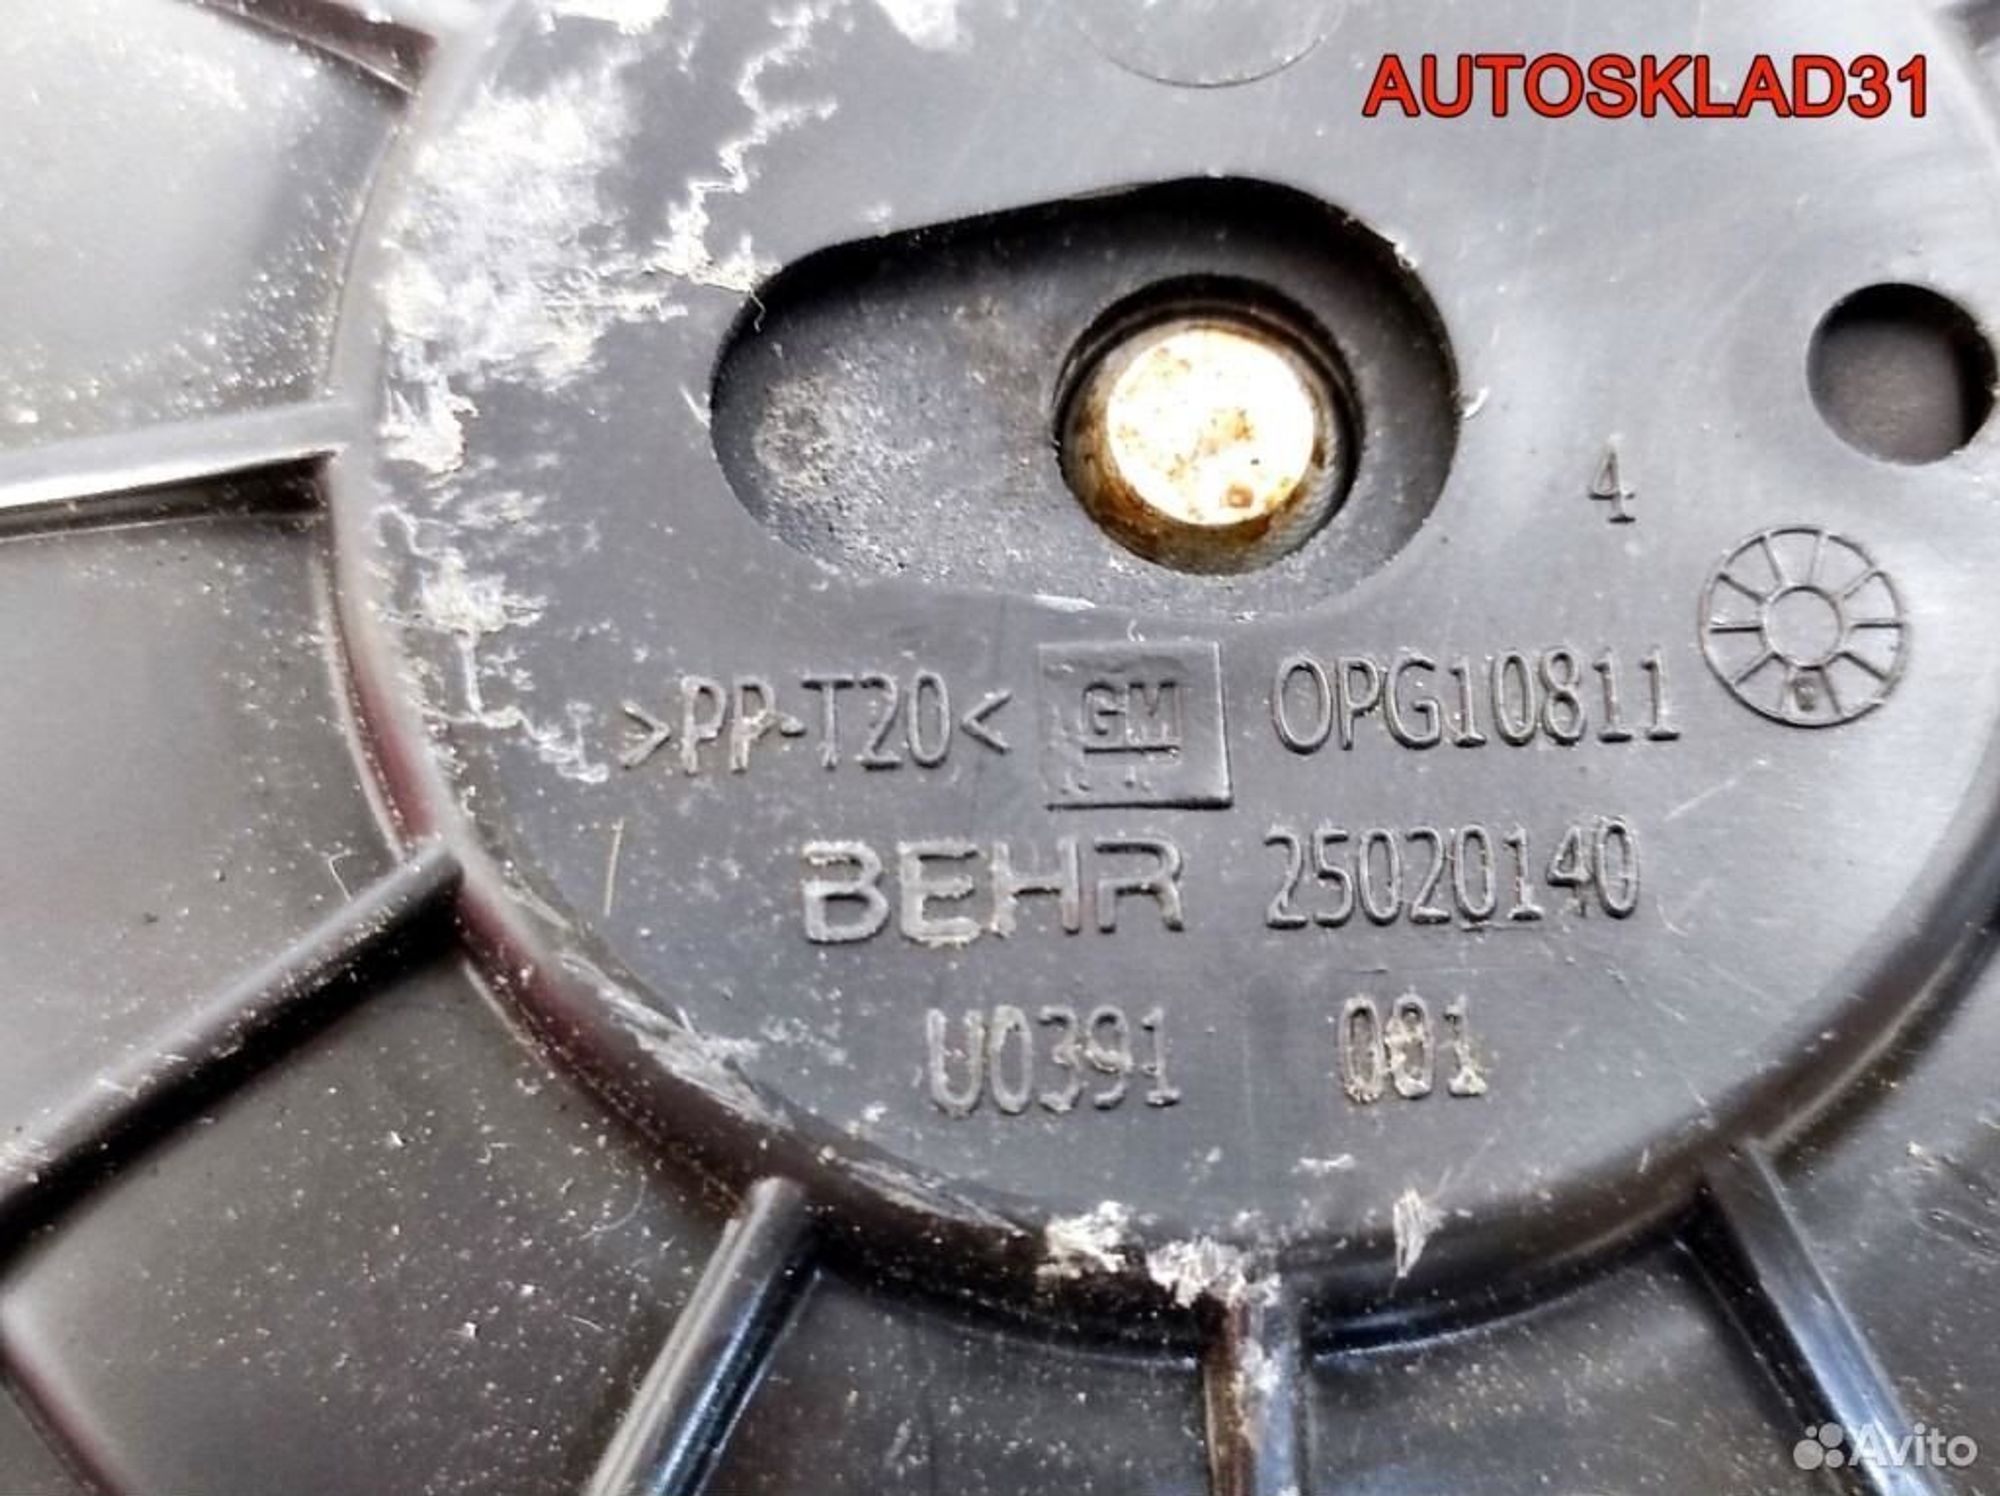 AUTOSKLAD31
4
>PP-T20< GM OPG10811
BEHR 25020140
U0391 001
Avito